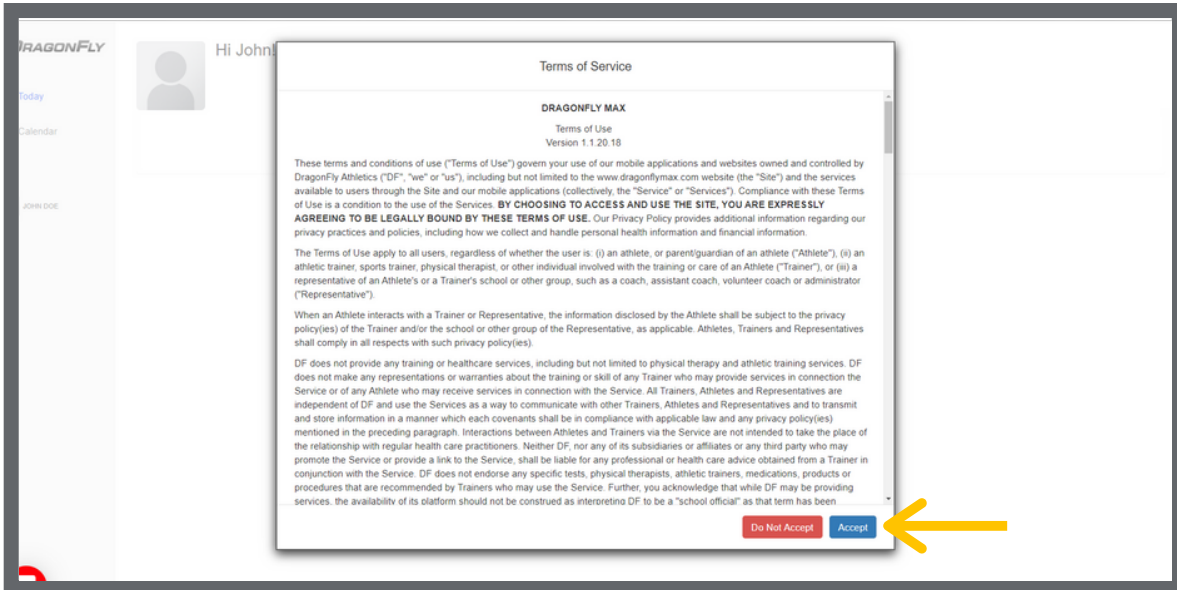 DRAGONFLY
Hi John!
Today
Calendar
JOHN DOE
Terms of Service
DRAGONFLY MAX
Terms of Use
Version 1.1.20.18
These terms and conditions of use ("Terms of Use") govern your use of our mobile applications and websites owned and controlled by
DragonFly Athletics ("DF", "we" or "us"), including but not limited to the www.dragonflymax.com website (the "Site") and the services
available to users through the Site and our mobile applications (collectively, the "Service" or "Services"). Compliance with these Terms
of Use is a condition to the use of the Services. BY CHOOSING TO ACCESS AND USE THE SITE, YOU ARE EXPRESSLY
AGREEING TO BE LEGALLY BOUND BY THESE TERMS OF USE. Our Privacy Policy provides additional information regarding our
privacy practices and policies, including how we collect and handle personal health information and financial information.
The Terms of Use apply to all users, regardless of whether the user is: (i) an athlete, or parent/guardian of an athlete ("Athlete"), (ii) an
athletic trainer, sports trainer, physical therapist, or other individual involved with the training or care of an Athlete ("Trainer"), or (iii) a
representative of an Athlete's or a Trainer's school or other group, such as a coach, assistant coach, volunteer coach or administrator
("Representative").
When an Athlete interacts with a Trainer or Representative, the information disclosed by the Athlete shall be subject to the privacy
policy(ies) of the Trainer and/or the school or other group of the Representative, as applicable. Athletes, Trainers and Representatives
shall comply in all respects with such privacy policy(ies).
DF does not provide any training or healthcare services, including but not limited to physical therapy and athletic training services. DF
does not make any representations or warranties about the training or skill of any Trainer who may provide services in connection the
Service or of any Athlete who may receive services in connection with the Service. All Trainers, Athletes and Representatives are
independent of DF and use the Services as a way to communicate with other Trainers, Athletes and Representatives and to transmit
and store information in a manner which each covenants shall be in compliance with applicable law and any privacy policy(ies)
mentioned in the preceding paragraph. Interactions between Athletes and Trainers via the Service are not intended to take the place of
the relationship with regular health care practitioners. Neither DF, nor any of its subsidiaries or affiliates or any third party who may
promote the Service or provide a link to the Service, shall be liable for any professional or health care advice obtained from a Trainer in
conjunction with the Service. DF does not endorse any specific tests, physical therapists, athletic trainers, medications, products or
procedures that are recommended by Trainers who may use the Service. Further, you acknowledge that while DF may be providing
services, the availability of its platform should not be construed as interpreting DF to be a "school official" as that term has been
Do Not Accept
Accept